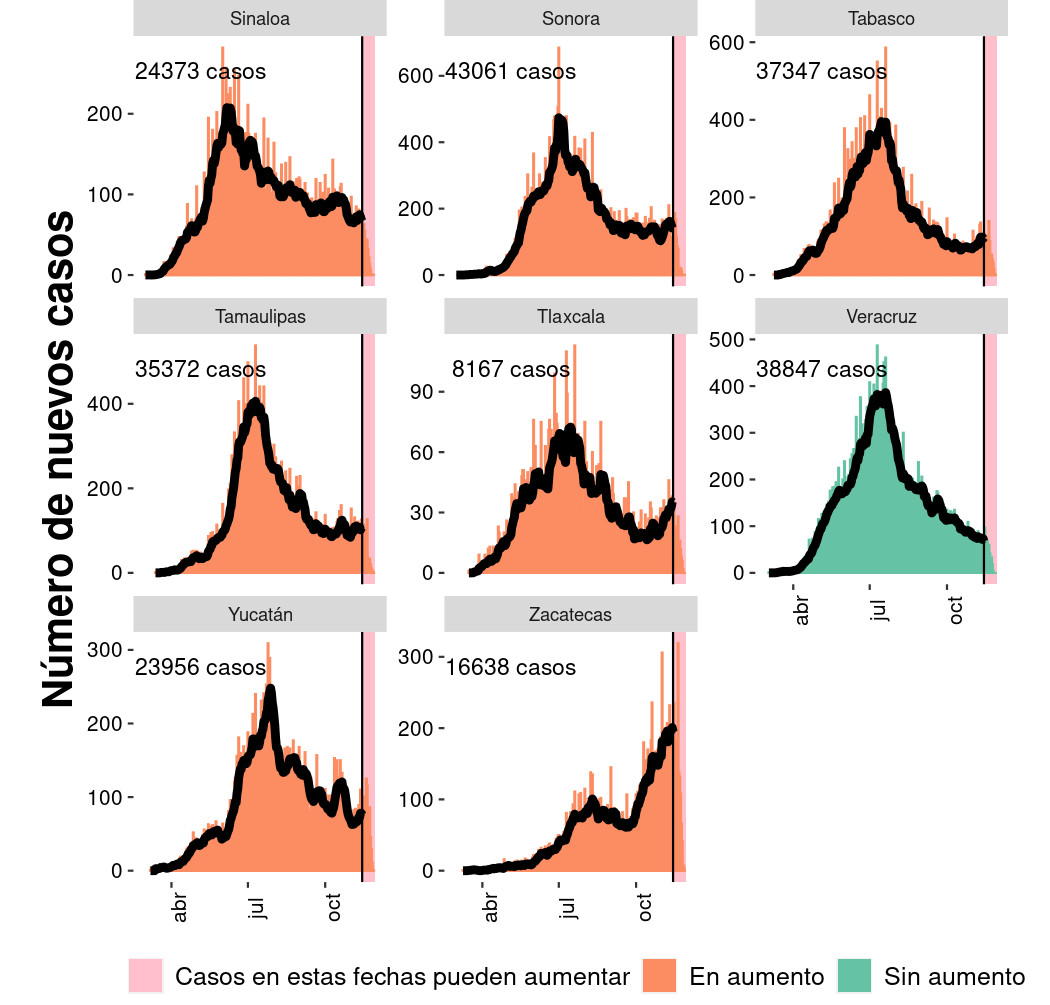 Número de nuevos casos
Sinaloa
24373 casos
200
100
0
Sonora
43061 casos
600
400
200
0
Tabasco
37347 casos
600
400
200
0
Tamaulipas
35372 casos
400
200
0
Tlaxcala
8167 casos
90
60
30
0
Veracruz
38847 casos
500
400
300
200
100
0
abr
jul
oct
Yucatán
23956 casos
300
200
100
0
abr
jul
oct
Zacatecas
16638 casos
300
200
100
0
abr
jul
oct
Casos en estas fechas pueden aumentar
En aumento
Sin aumento